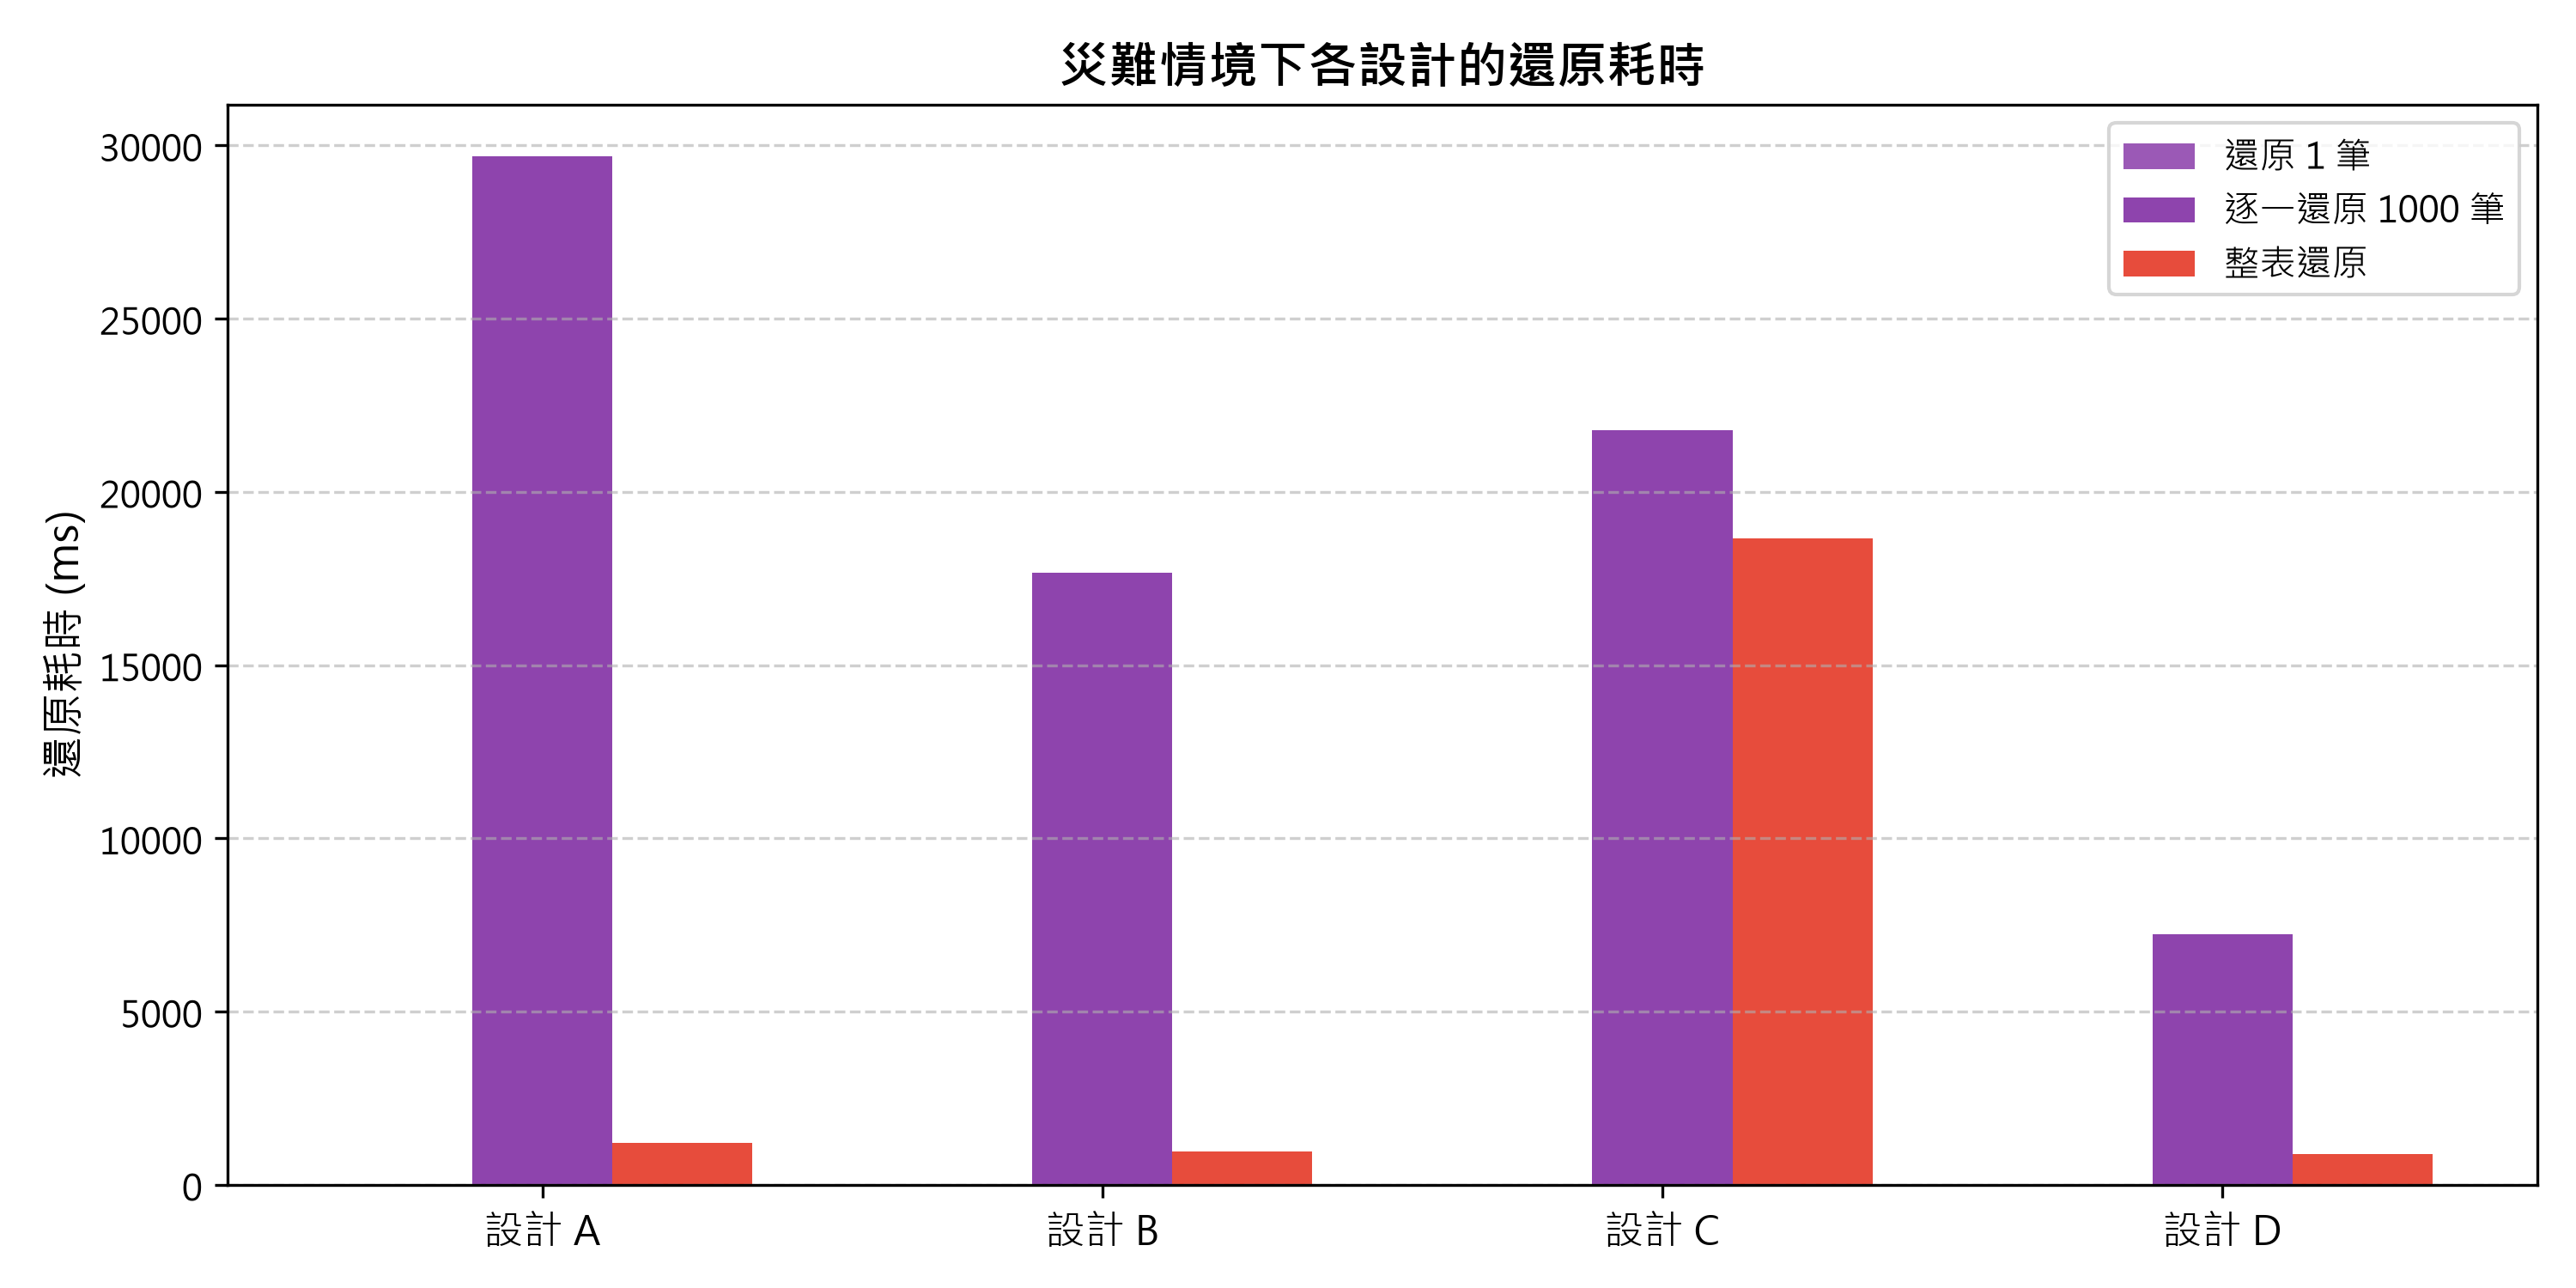 災難情境下各設計的還原耗時
還原 1 筆
逐一還原 1000 筆
整表還原
還原耗時 (ms)
30000
25000
20000
15000
10000
5000
0
設計 A
設計 B
設計 C
設計 D